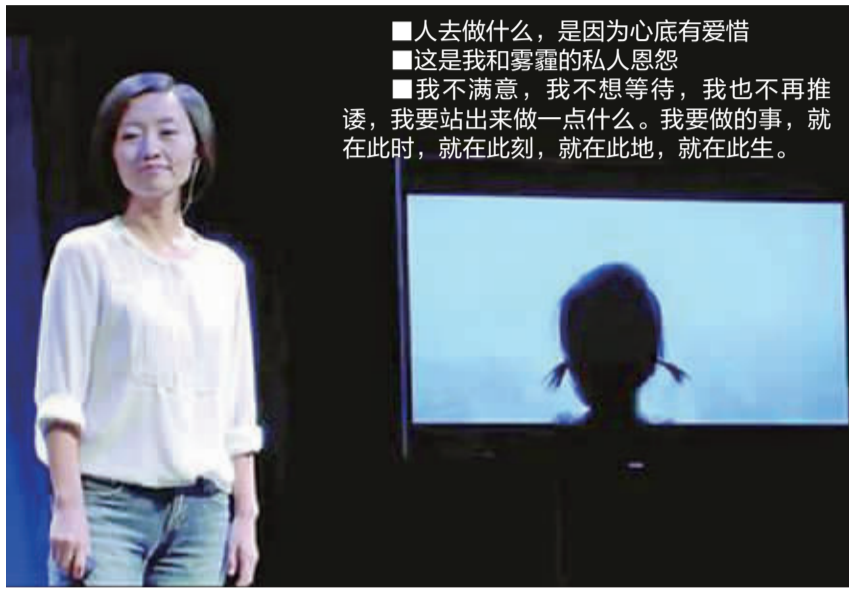 ■人去做什么，是因为心底有爱惜
■这是我和雾霾的私人恩怨
■我不满意，我不想等待，我也不再推
诿，我要站出来做一点什么。我要做的事，就
在此时，就在此刻，就在此地，就在此生。